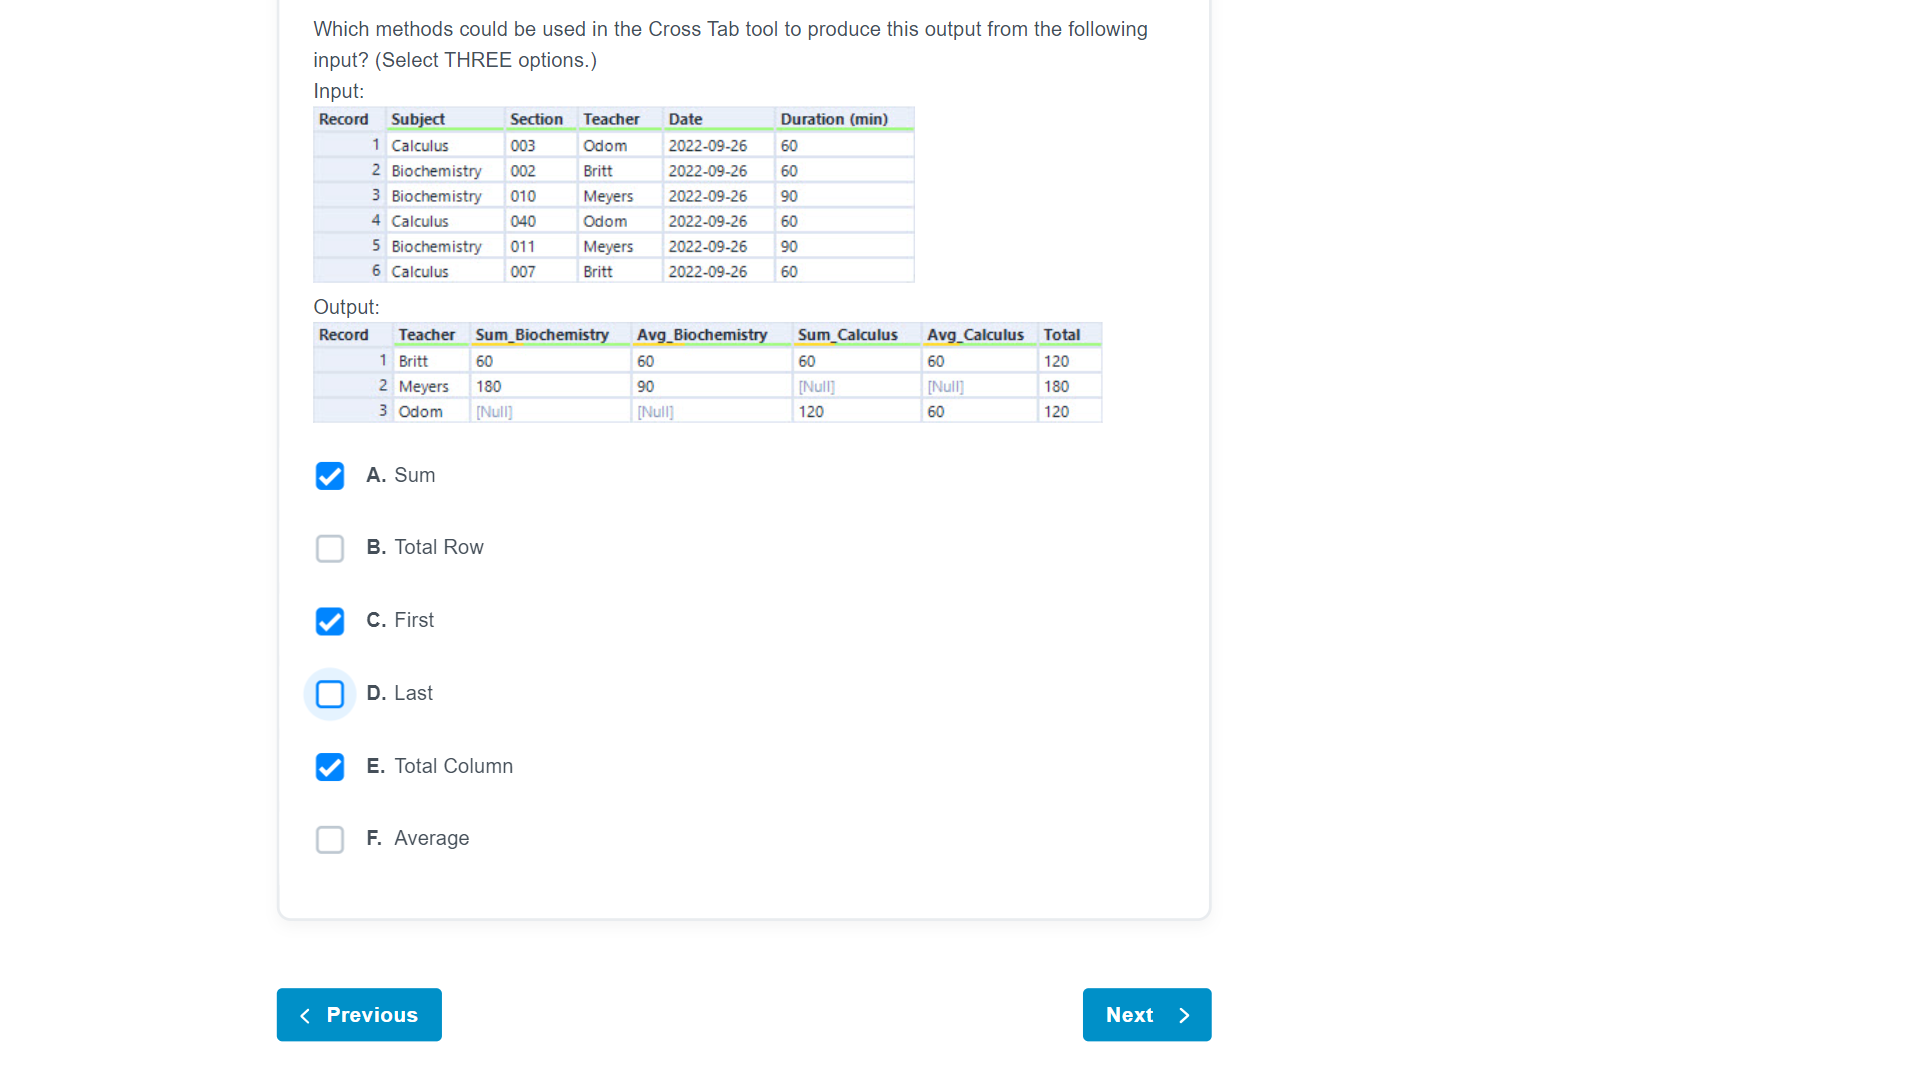 Which methods could be used in the Cross Tab tool to produce this output from the following
input? (Select THREE options.)
Input:
Record Subject Section Teacher Date Duration (min)
1 Calculus 003 Odom 2022-09-26 60
2 Biochemistry 002 Britt 2022-09-26 60
3 Biochemistry 010 Meyers 2022-09-26 90
4 Calculus 040 Odom 2022-09-26 60
5 Biochemistry 011 Meyers 2022-09-26 90
6 Calculus 007 Britt 2022-09-26 60
Output:
Record Teacher Sum_Biochemistry Avg_Biochemistry Sum_Calculus Avg_Calculus Total
1 Britt 60 60 60 60 120
2 Meyers 180 90 [Null] [Null] 180
3 Odom [Null] [Null] 120 60 120
A. Sum
B. Total Row
C. First
D. Last
E. Total Column
F. Average
Previous
Next